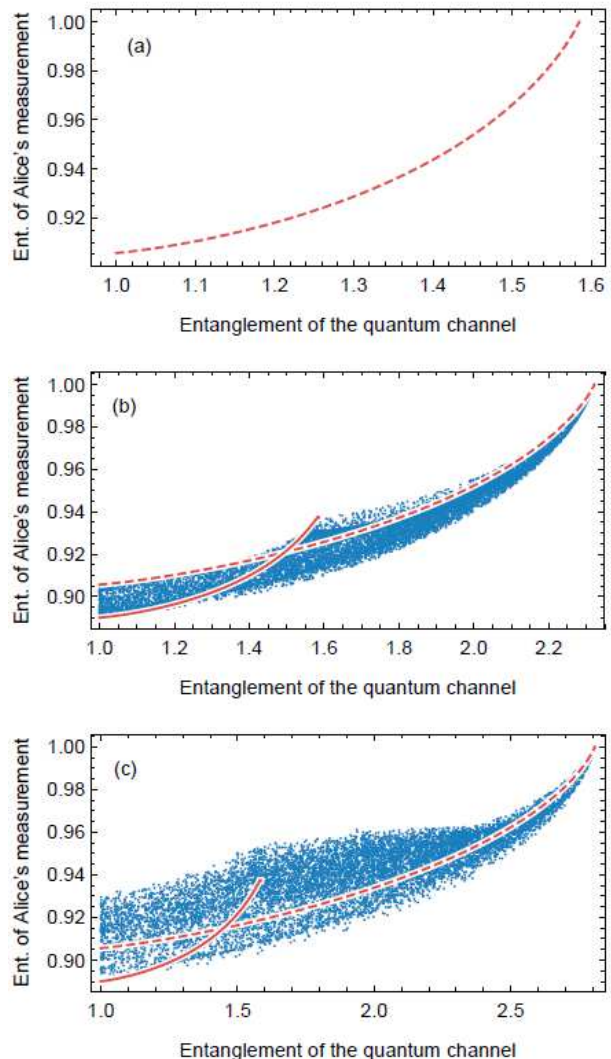 (a)
1.00
0.98
0.96
0.94
0.92
Ent. of Alice's measurement
1.0 1.1 1.2 1.3 1.4 1.5 1.6
Entanglement of the quantum channel
(b)
1.00
0.98
0.96
0.94
0.92
0.90
Ent. of Alice's measurement
1.0 1.2 1.4 1.6 1.8 2.0 2.2
Entanglement of the quantum channel
(c)
1.00
0.98
0.96
0.94
0.92
0.90
Ent. of Alice's measurement
1.0 1.5 2.0 2.5
Entanglement of the quantum channel